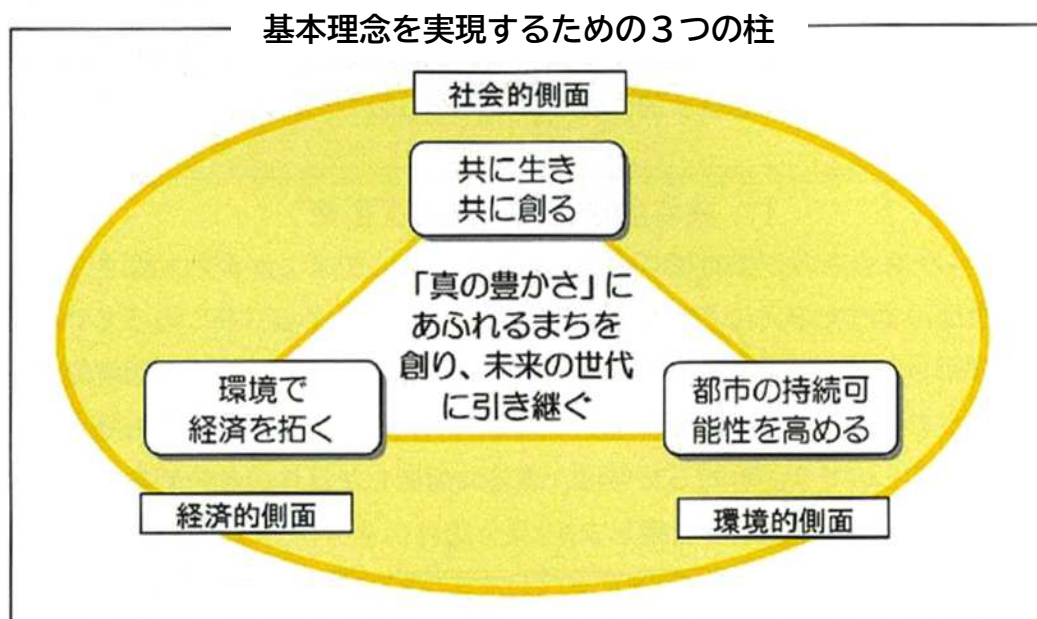 基本理念を実現するための３つの柱
社会的側面
共に生き
共に創る
「真の豊かさ」に
あふれるまちを
創り、未来の世代
に引き継ぐ
環境で
経済を拓く
都市の持続可
能性を高める
経済的側面
環境的側面